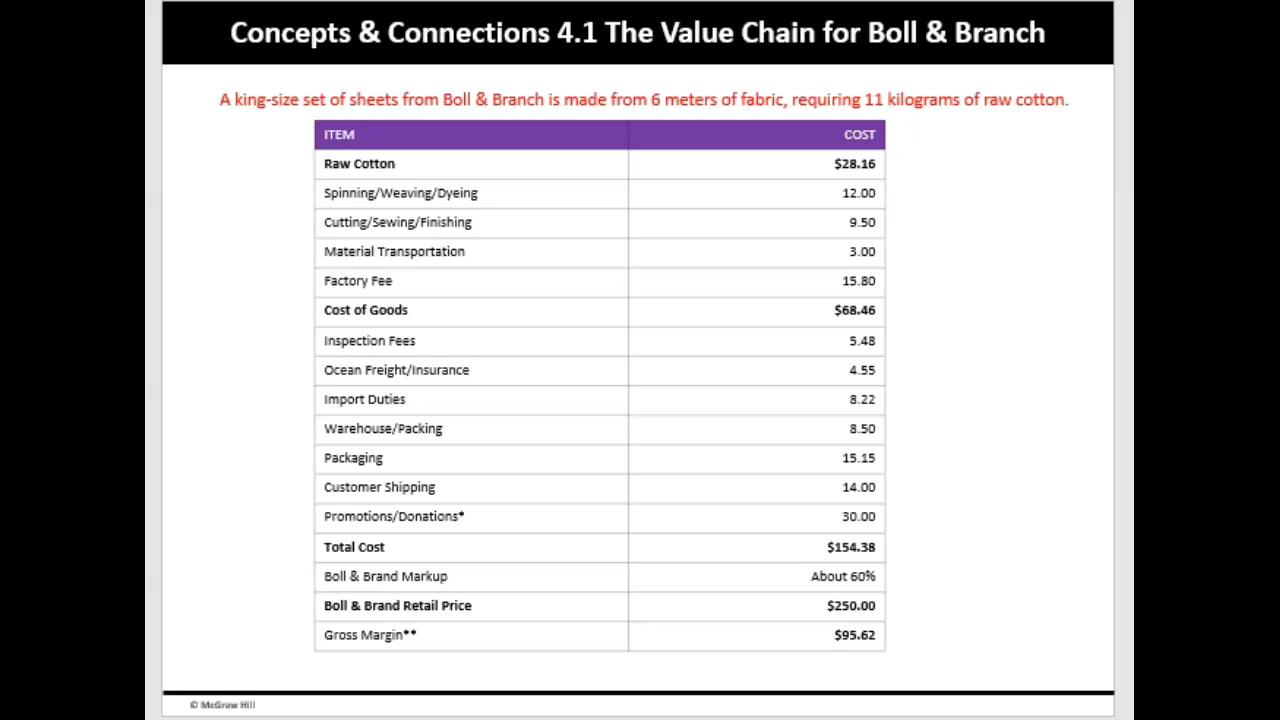 Concepts & Connections 4.1 The Value Chain for Boll & Branch
A king-size set of sheets from Boll & Branch is made from 6 meters of fabric, requiring 11 kilograms of raw cotton.
ITEM COST
Raw Cotton $28.16
Spinning/Weaving/Dyeing 12.00
Cutting/Sewing/Finishing 9.50
Material Transportation 3.00
Factory Fee 15.80
Cost of Goods $68.46
Inspection Fees 5.48
Ocean Freight/Insurance 4.55
Import Duties 8.22
Warehouse/Packing 8.50
Packaging 15.15
Customer Shipping 14.00
Promotions/Donations* 30.00
Total Cost $154.38
Boll & Brand Markup About 60%
Boll & Brand Retail Price $250.00
Gross Margin** $95.62
© McGraw Hill